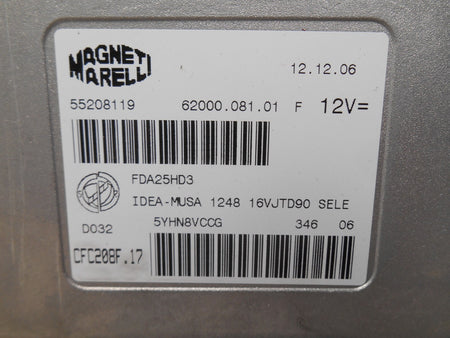 MAGNETI
MARELLI
12.12.06
55208119 62000.081.01 F 12V=
FDA25HD3
IDEA-MUSA 1248 16VJTD90 SELE
D032 5YHN8VCCG 346 06
CFC208F.17